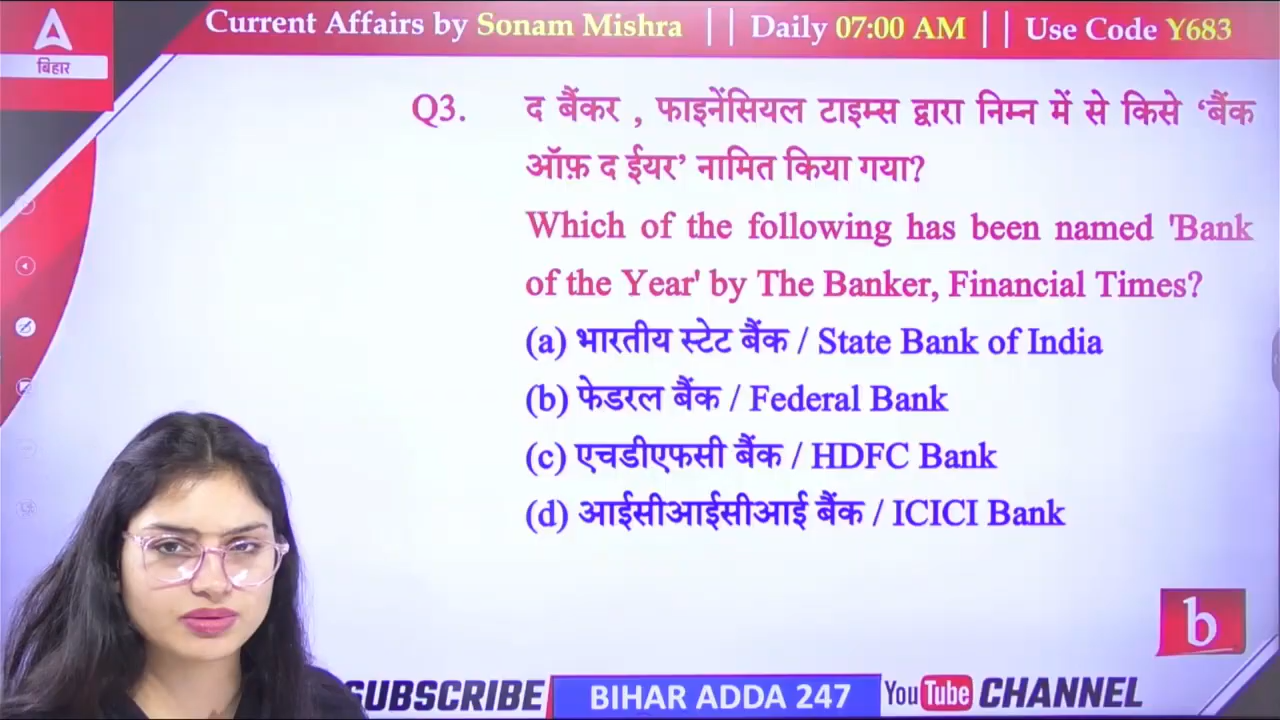 Current Affairs by Sonam Mishra || Daily 07:00 AM || Use Code Y683
बिहार
Q3. द बैंकर , फाइनेंसियल टाइम्स द्वारा निम्न में से किसे ‘बैंक
ऑफ़ द ईयर’ नामित किया गया?
Which of the following has been named 'Bank
of the Year' by The Banker, Financial Times?
(a) भारतीय स्टेट बैंक / State Bank of India
(b) फेडरल बैंक / Federal Bank
(c) एचडीएफसी बैंक / HDFC Bank
(d) आईसीआईसीआई बैंक / ICICI Bank
b
SUBSCRIBE BIHAR ADDA 247 YouTube CHANNEL